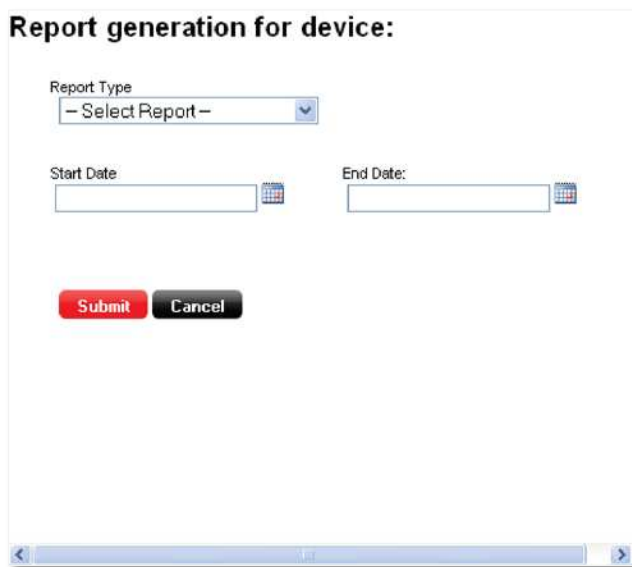 Report generation for device:
Report Type
-- Select Report --
Start Date
End Date:
Submit
Cancel